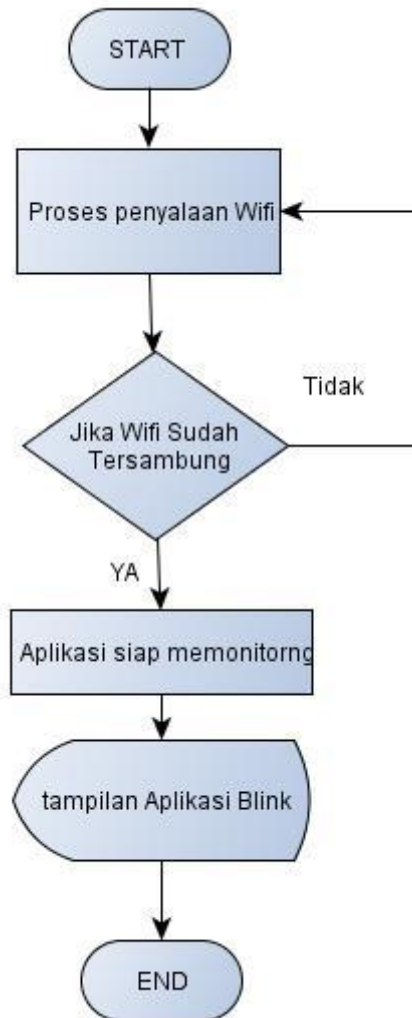 START
Proses penyalaan Wifi
Tidak
Jika Wifi Sudah
Tersambung
YA
Aplikasi siap memonitorng
tampilan Aplikasi Blink
END